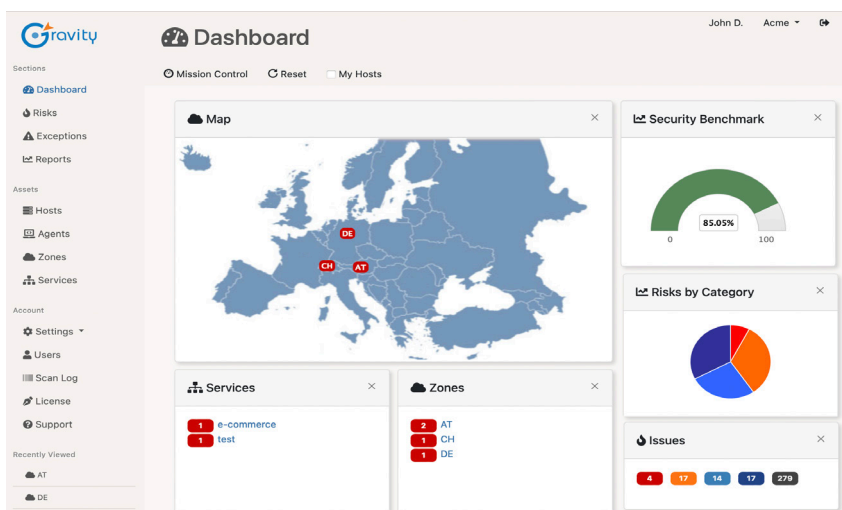 Gravity
Sections
Dashboard
Risks
Exceptions
Reports
Assets
Hosts
Agents
Zones
Services
Account
Settings
Users
Scan Log
License
Support
Recently Viewed
AT
DE
Dashboard
John D. Acme
Mission Control Reset My Hosts
Map
DE
CH AT
Security Benchmark
85.05%
0 100
Risks by Category
Services
1 e-commerce
1 test
Zones
2 AT
1 CH
1 DE
Issues
4 17 14 17 279